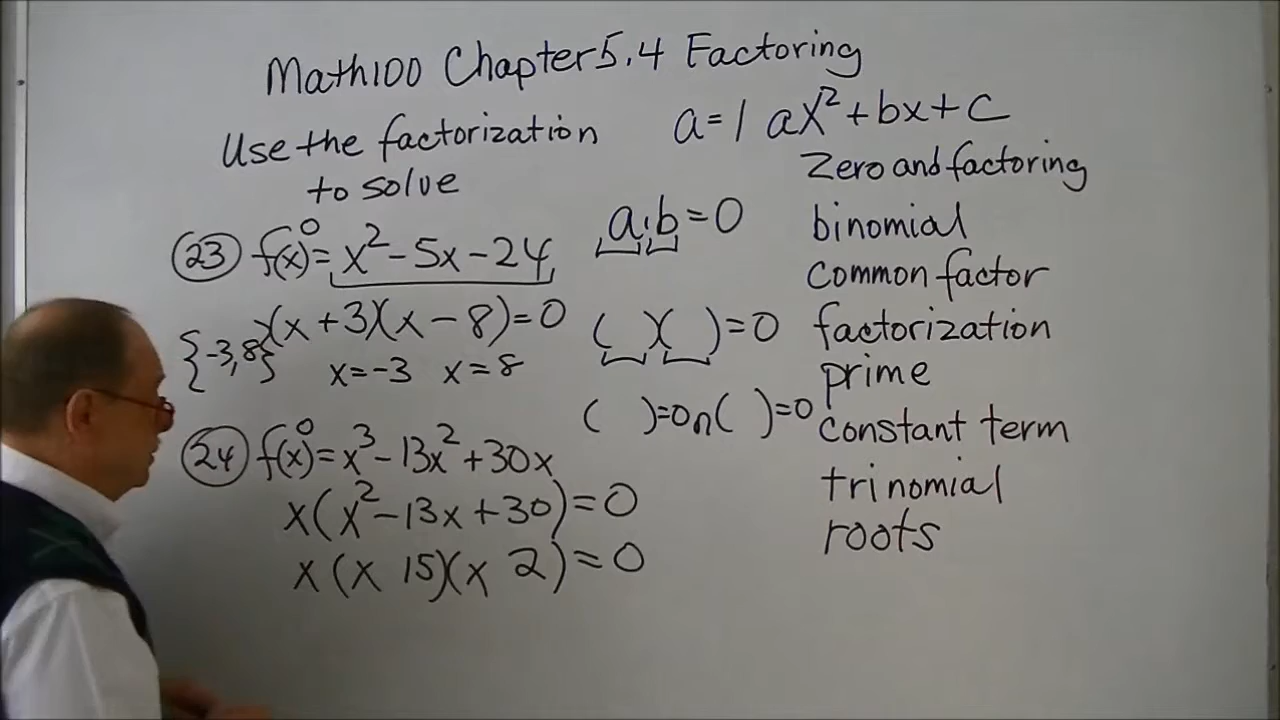 Math100 Chapter 5.4 Factoring
Use the factorization
to solve
a=1 ax²+bx+c
Zero and factoring
binomial
common factor
factorization
prime
constant term
trinomial
roots
a·b=0
( )( )=0
( )=0 n ( )=0
23 f(x)⁰= x²-5x-24
(x+3)(x-8)=0
{-3,8}
x=-3 x=8
24 f(x)⁰= x³-13x²+30x
x(x²-13x+30)=0
x(x 15)(x 2)=0